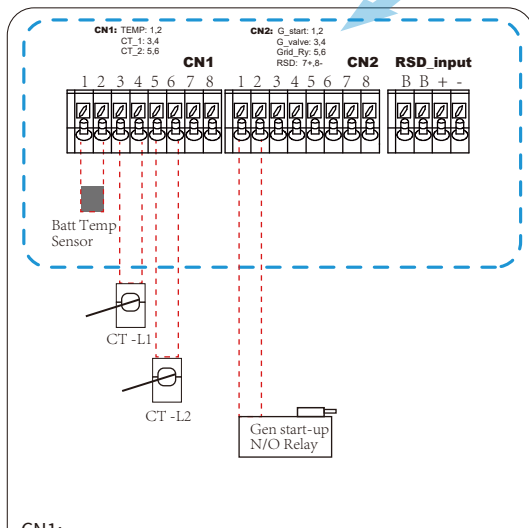 CN1: TEMP: 1,2
CT_1: 3,4
CT_2: 5,6
CN2: G_start: 1,2
G_valve: 3,4
Grid_Ry: 5,6
RSD: 7+,8-
CN1
CN2
RSD_input
1 2 3 4 5 6 7 8
1 2 3 4 5 6 7 8
B B + -
Batt Temp
Sensor
CT -L1
CT -L2
Gen start-up
N/O Relay
CN1: